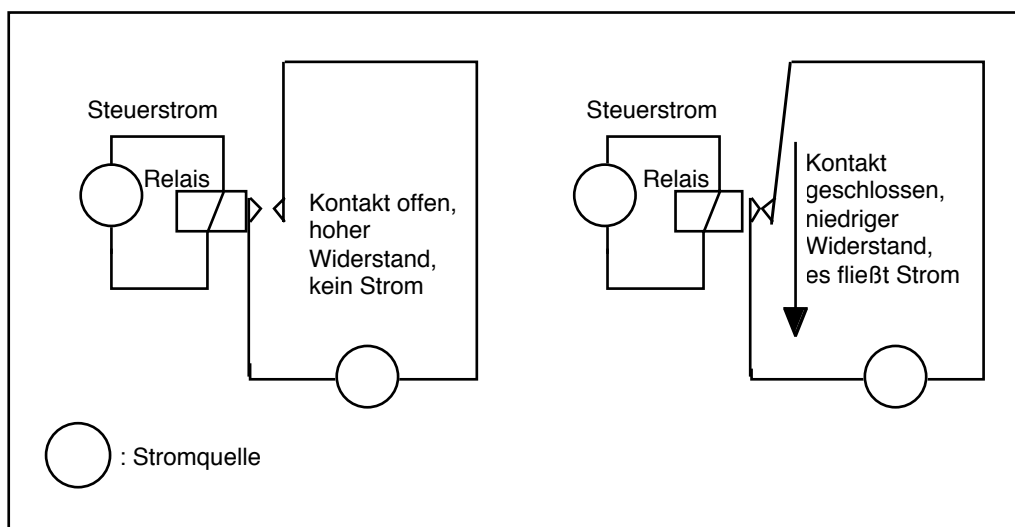 Steuerstrom
Relais
Kontakt offen,
hoher
Widerstand,
kein Strom
Steuerstrom
Relais
Kontakt
geschlossen,
niedriger
Widerstand,
es fließt Strom
: Stromquelle